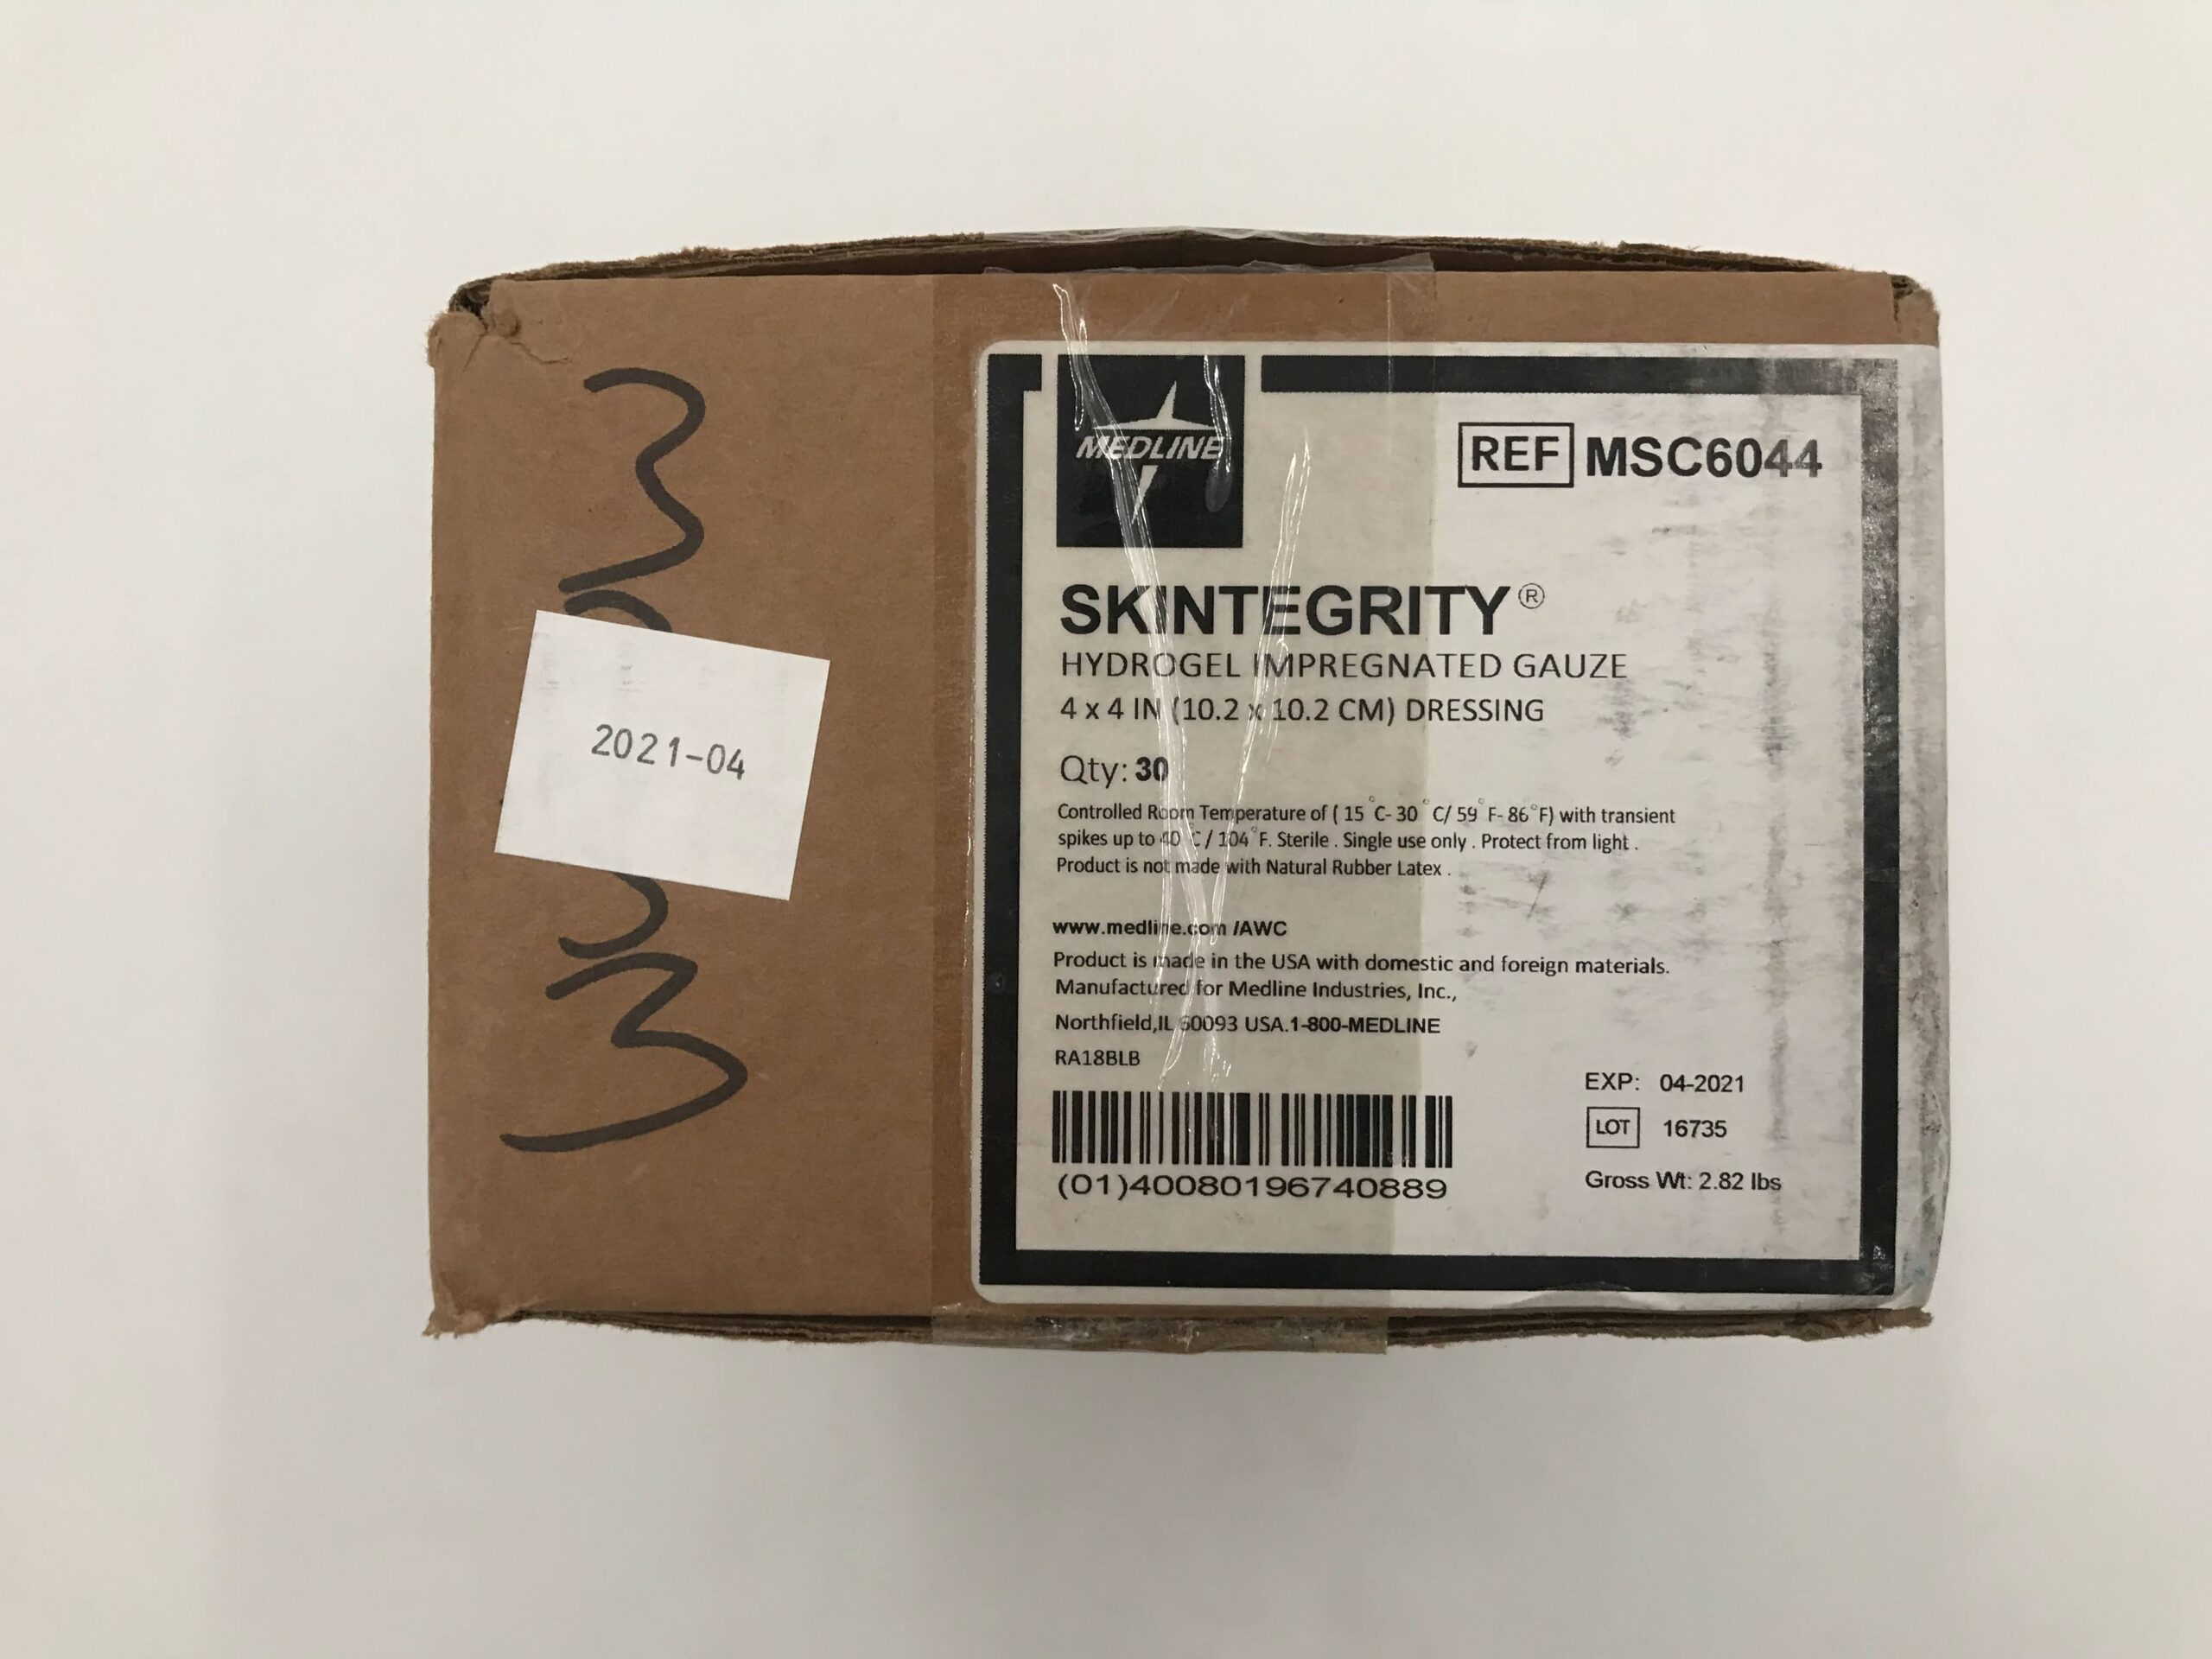 2021-04
MEDLINE
REF MSC6044
SKINTEGRITY®
HYDROGEL IMPREGNATED GAUZE
4 x 4 IN (10.2 x 10.2 CM) DRESSING
Qty: 30
Controlled Room Temperature of ( 15 °C- 30 °C/ 59°F- 86°F) with transient
spikes up to 40 °C / 104°F. Sterile . Single use only . Protect from light .
Product is not made with Natural Rubber Latex .
www.medline.com /AWC
Product is made in the USA with domestic and foreign materials.
Manufactured for Medline Industries, Inc.,
Northfield,IL 60093 USA.1-800-MEDLINE
RA18BLB
(01)40080196740889
EXP: 04-2021
LOT 16735
Gross Wt: 2.82 lbs